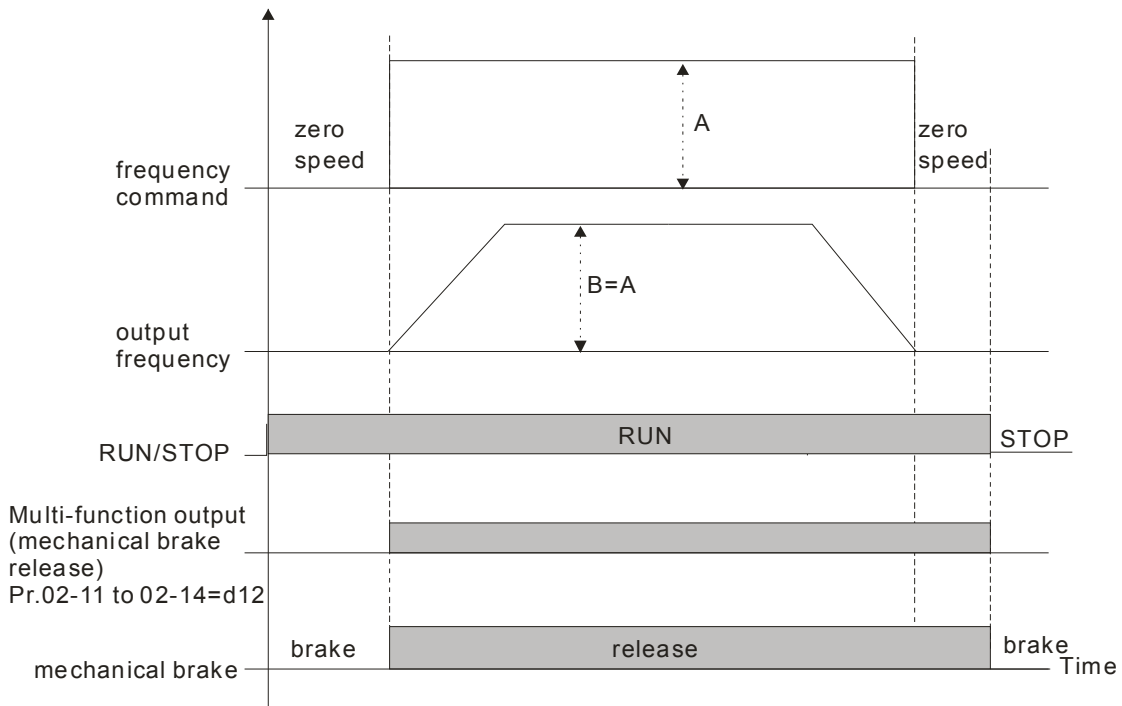 zero
speed
A
zero
speed
frequency
command
B=A
output
frequency
RUN
RUN/STOP
STOP
Multi-function output
(mechanical brake
release)
Pr.02-11 to 02-14=d12
brake
release
brake
mechanical brake
Time